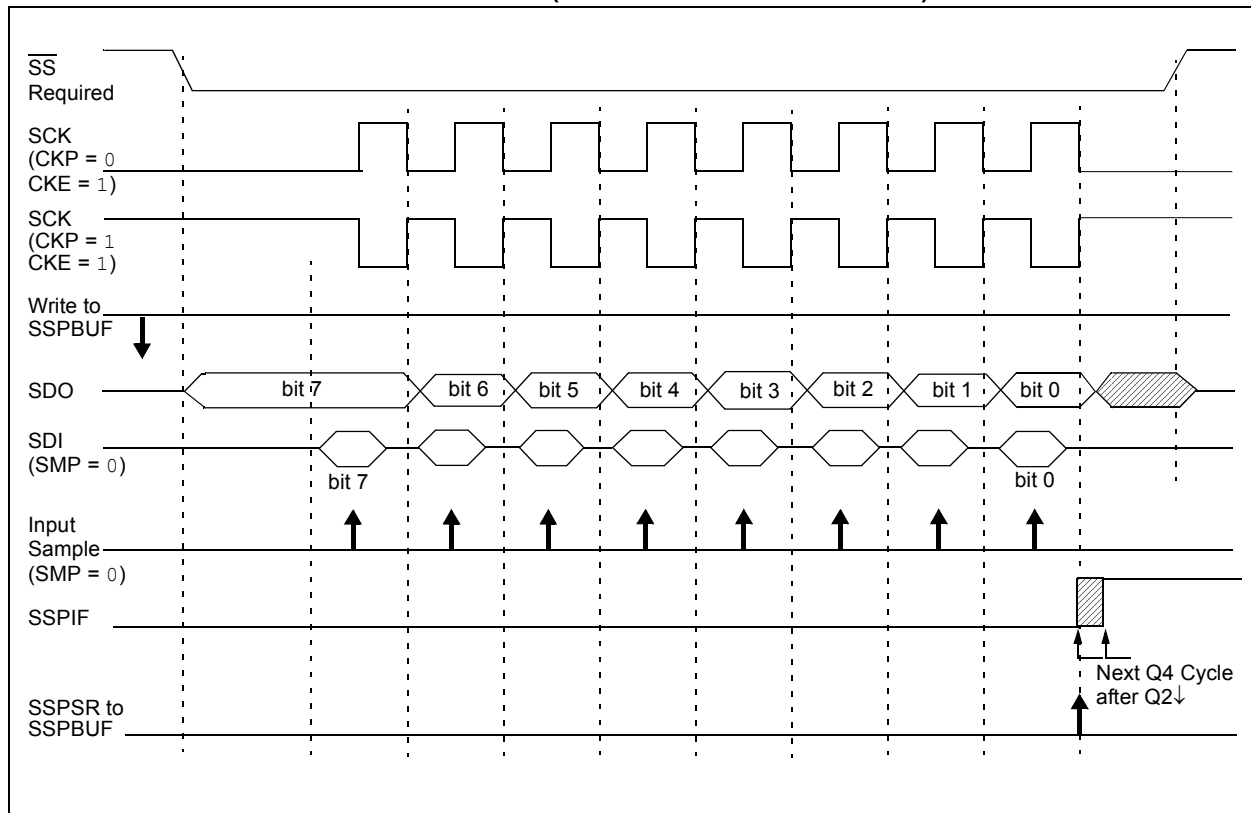 SS
Required
SCK
(CKP = 0
CKE = 1)
SCK
(CKP = 1
CKE = 1)
Write to
SSPBUF
SDO
bit 7 bit 6 bit 5 bit 4 bit 3 bit 2 bit 1 bit 0
SDI
(SMP = 0)
bit 7 bit 0
Input
Sample
(SMP = 0)
SSPIF
Next Q4 Cycle
after Q2↓
SSPSR to
SSPBUF